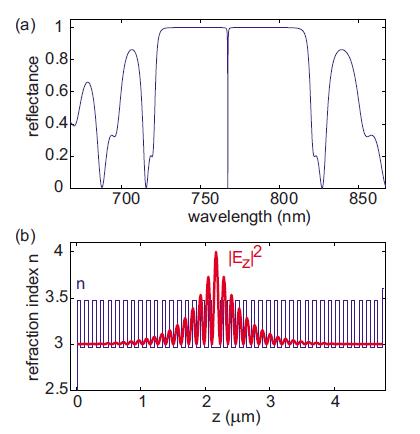 (a)
1
0.8
0.6
0.4
0.2
0
reflectance
700
750
800
850
wavelength (nm)
(b)
4
3.5
3
2.5
refraction index n
n
|E_z|^2
0
1
2
3
4
z (μm)